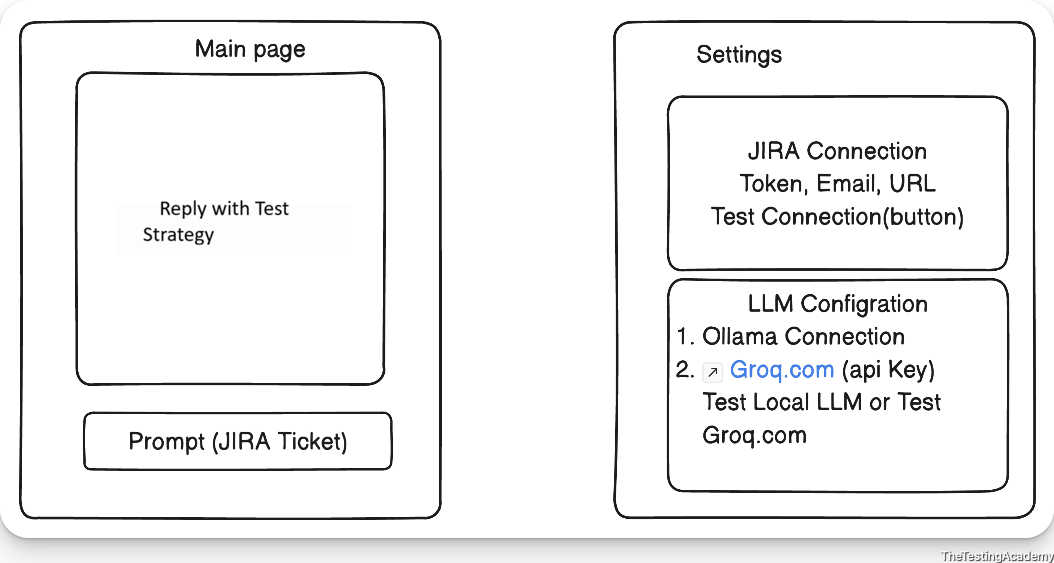 Main page
Reply with Test
Strategy
Prompt (JIRA Ticket)
Settings
JIRA Connection
Token, Email, URL
Test Connection(button)
LLM Configration
1. Ollama Connection
2. Groq.com (api Key)
Test Local LLM or Test
Groq.com
TheTestingAcademy